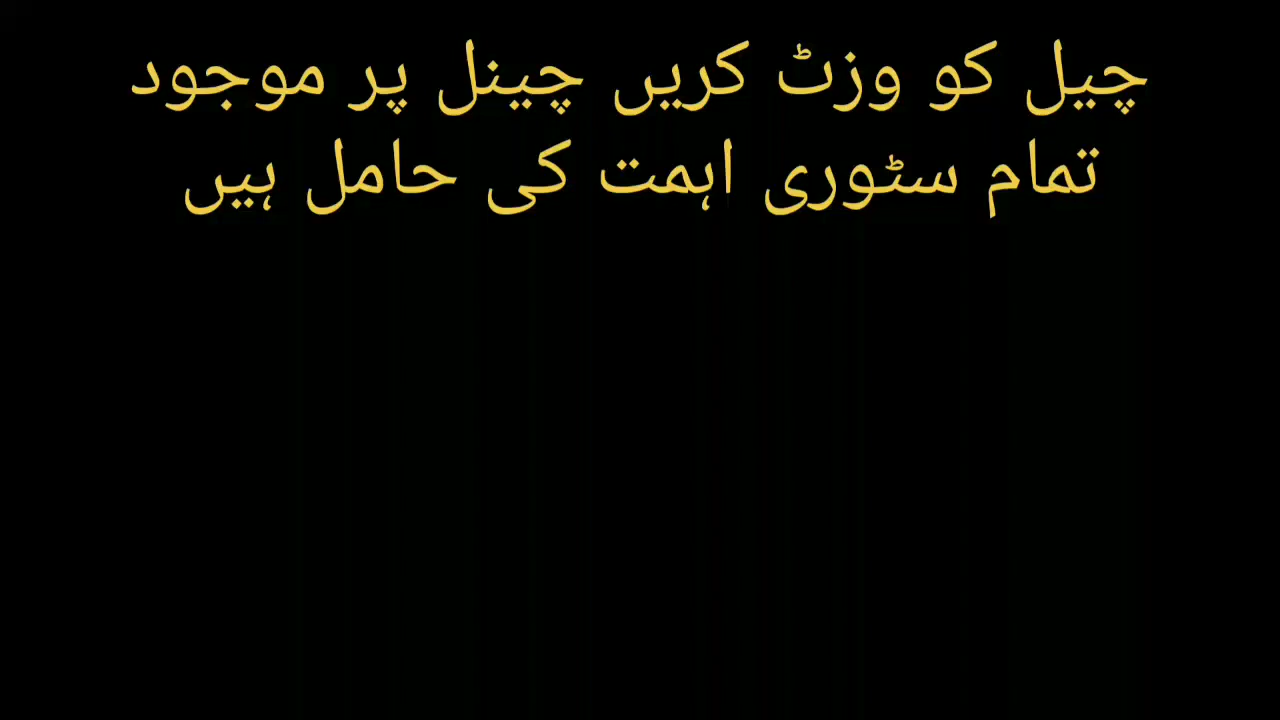 چیل کو وزٹ کریں چینل پر موجود
تمام سٹوری اہمت کی حامل ہیں